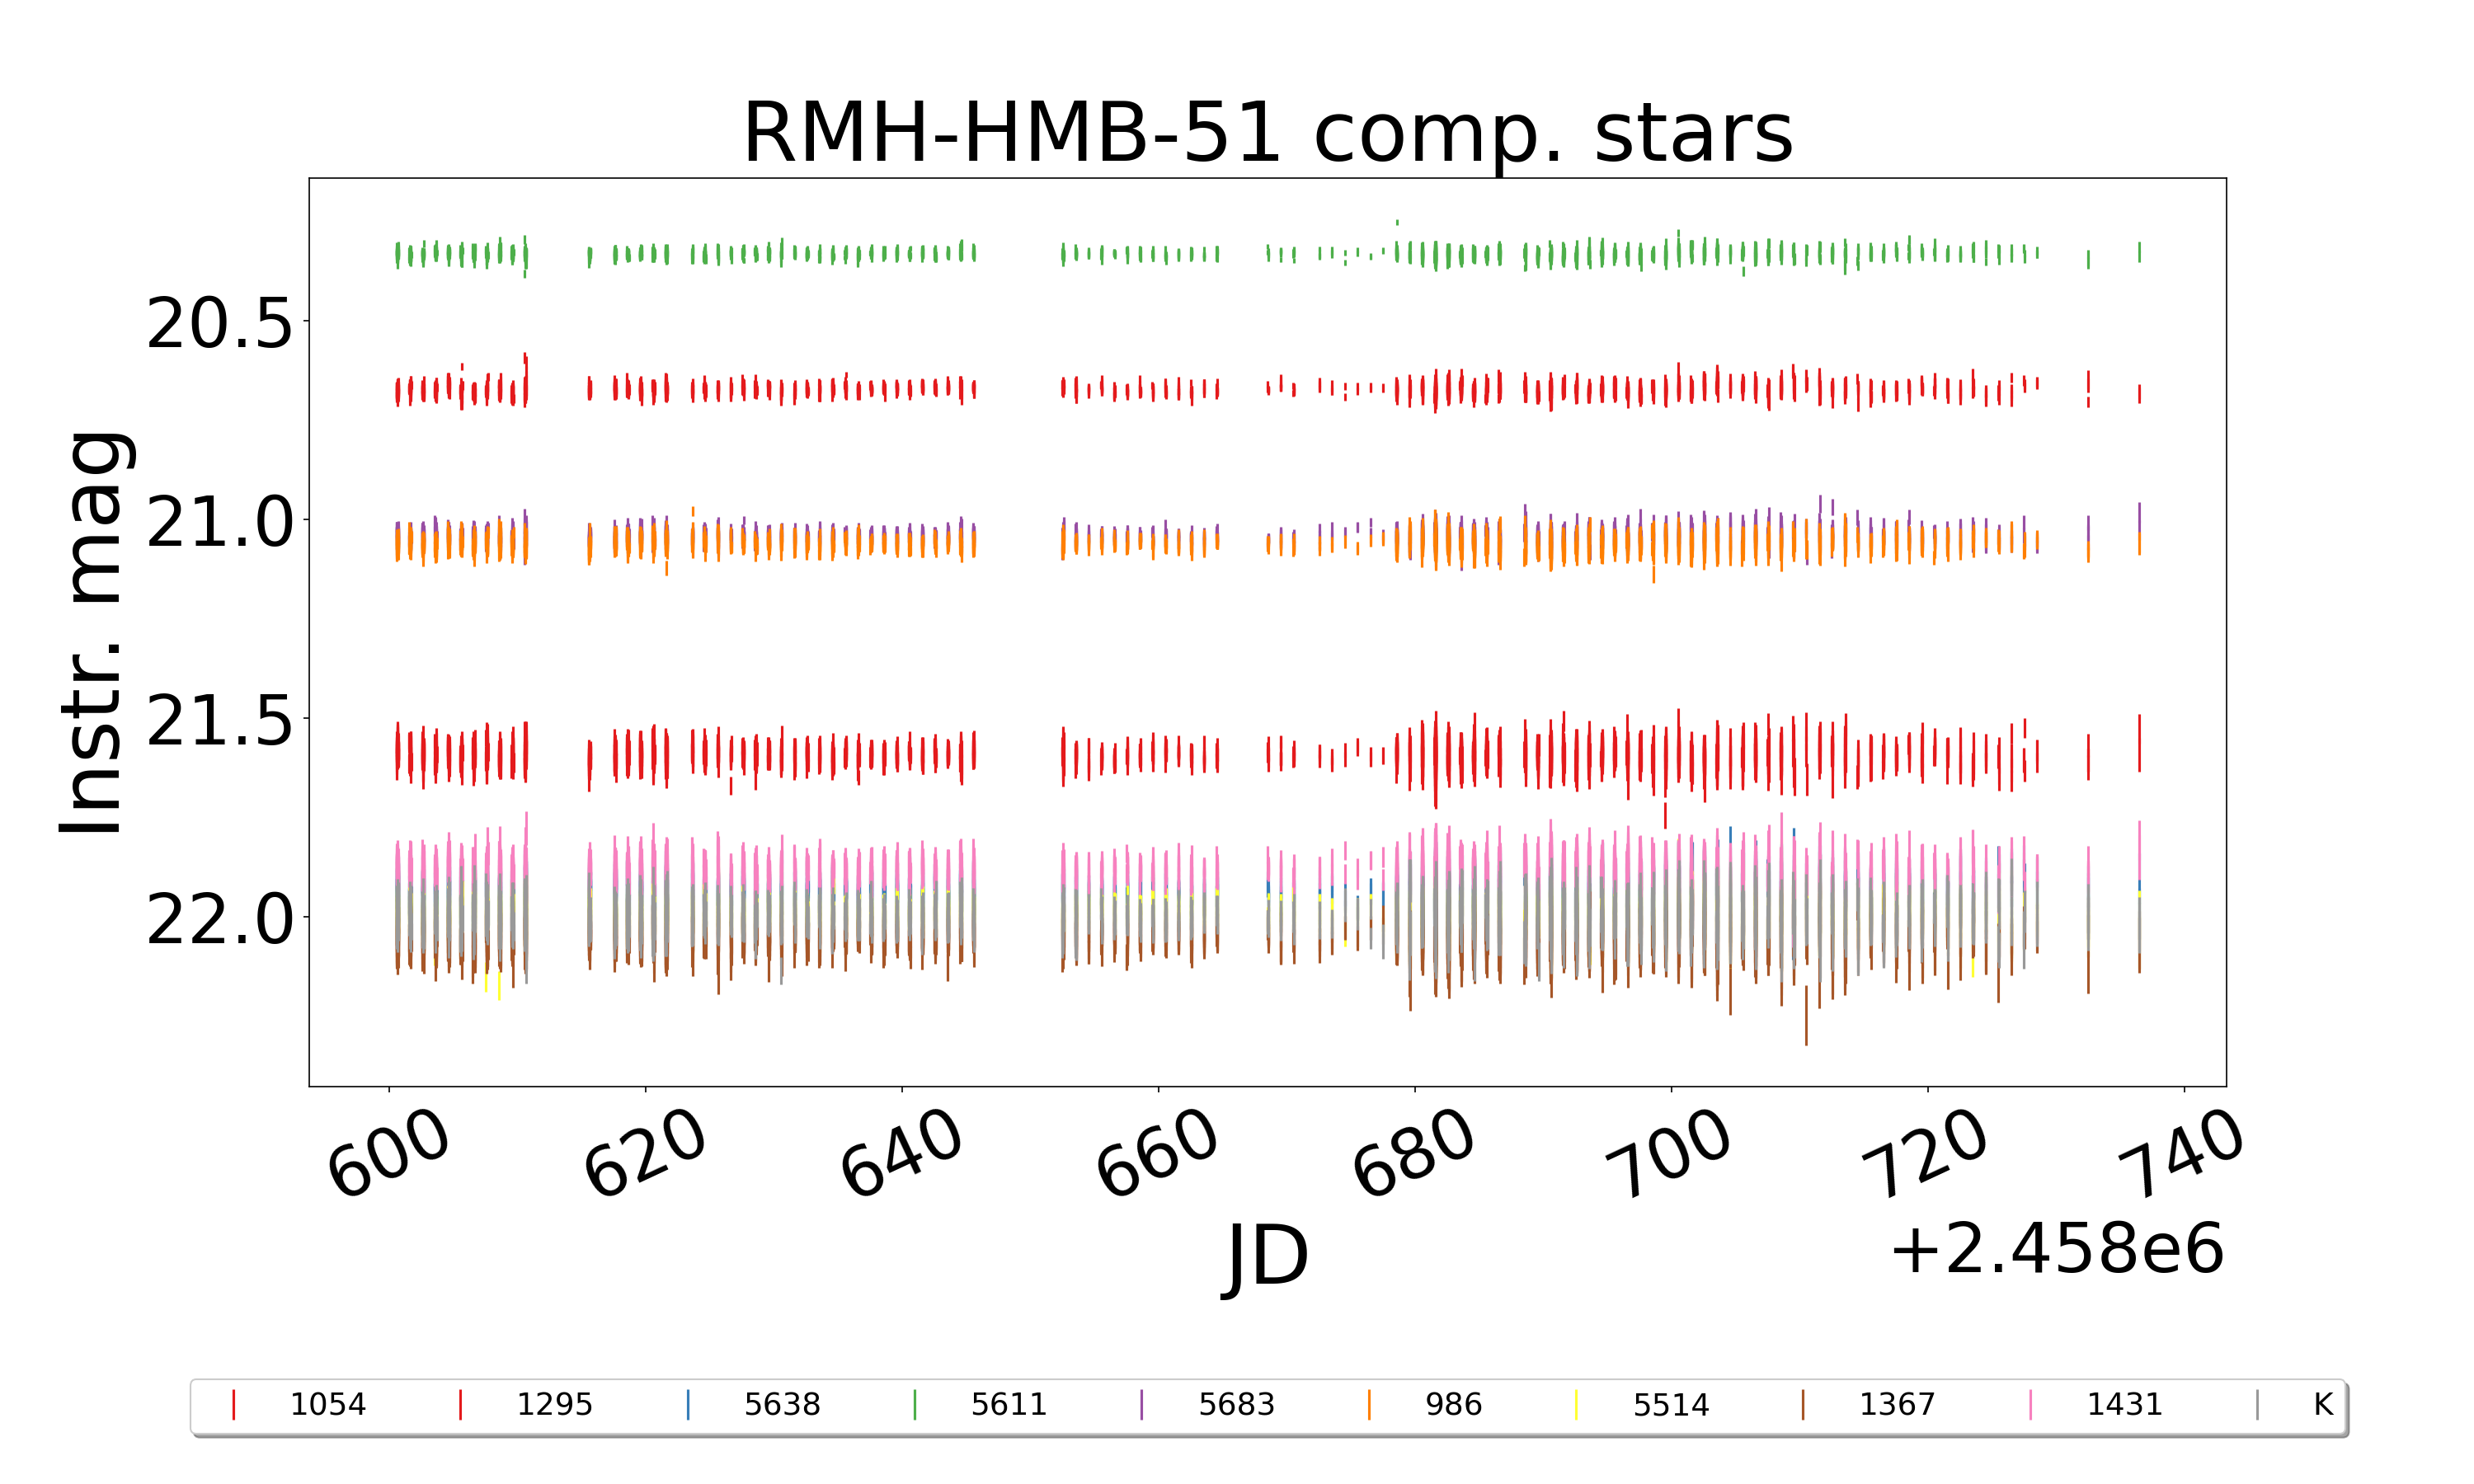 RMH-HMB-51 comp. stars
Instr. mag
20.5
21.0
21.5
22.0
600 620 640 660 680 700 720 740
JD
+2.458e6
1054 1295 5638 5611 5683 986 5514 1367 1431 K